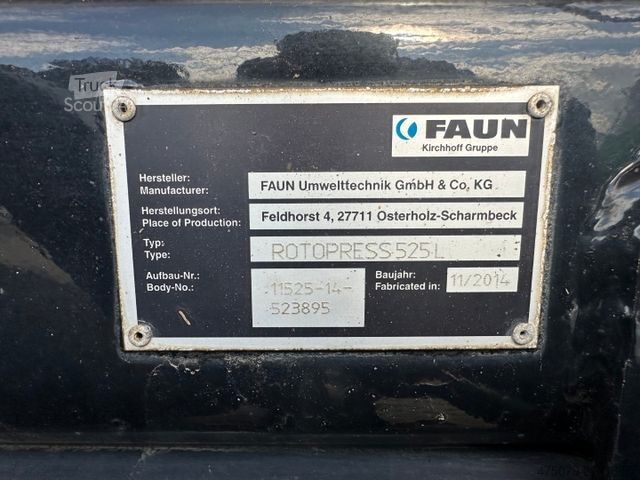 Truck
Scout
FAUN
Kirchhoff Gruppe
Hersteller: FAUN Umwelttechnik GmbH & Co. KG
Manufacturer:
Herstellungsort: Feldhorst 4, 27711 Osterholz-Scharmbeck
Place of Production:
Typ: ROTOPRESS 525 L
Type:
Aufbau-Nr.: 11525-14- Baujahr: 11/2014
Body-No.: 523895 Fabricated in: